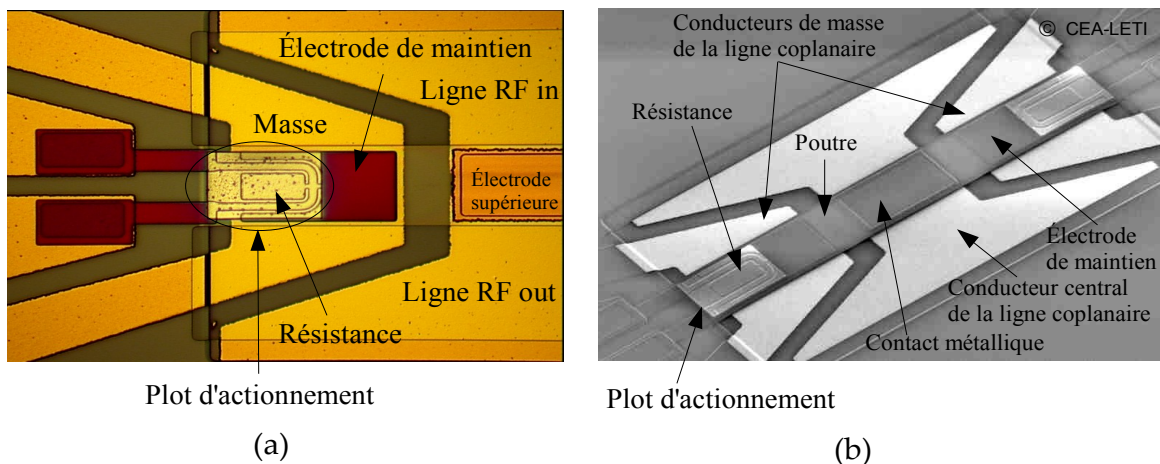 Électrode de maintien
Ligne RF in
Masse
Électrode
supérieure
Ligne RF out
Résistance
Plot d'actionnement
(a)
Conducteurs de masse
de la ligne coplanaire
© CEA-LETI
Résistance
Poutre
Électrode
de maintien
Conducteur central
de la ligne coplanaire
Contact métallique
Plot d'actionnement
(b)